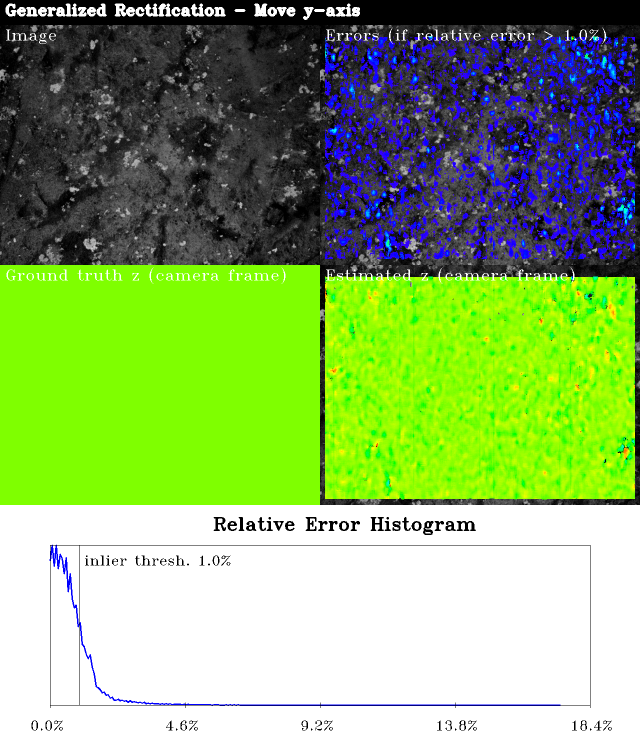 Generalized Rectification - Move y-axis
Image
Errors (if relative error > 1.0%)
Ground truth z (camera frame)
Estimated z (camera frame)
Relative Error Histogram
inlier thresh. 1.0%
0.0% 4.6% 9.2% 13.8% 18.4%